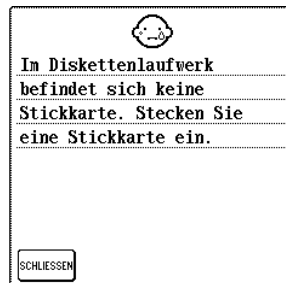 Im Diskettenlaufwerk
befindet sich keine
Stickkarte. Stecken Sie
eine Stickkarte ein.
SCHLIESSEN